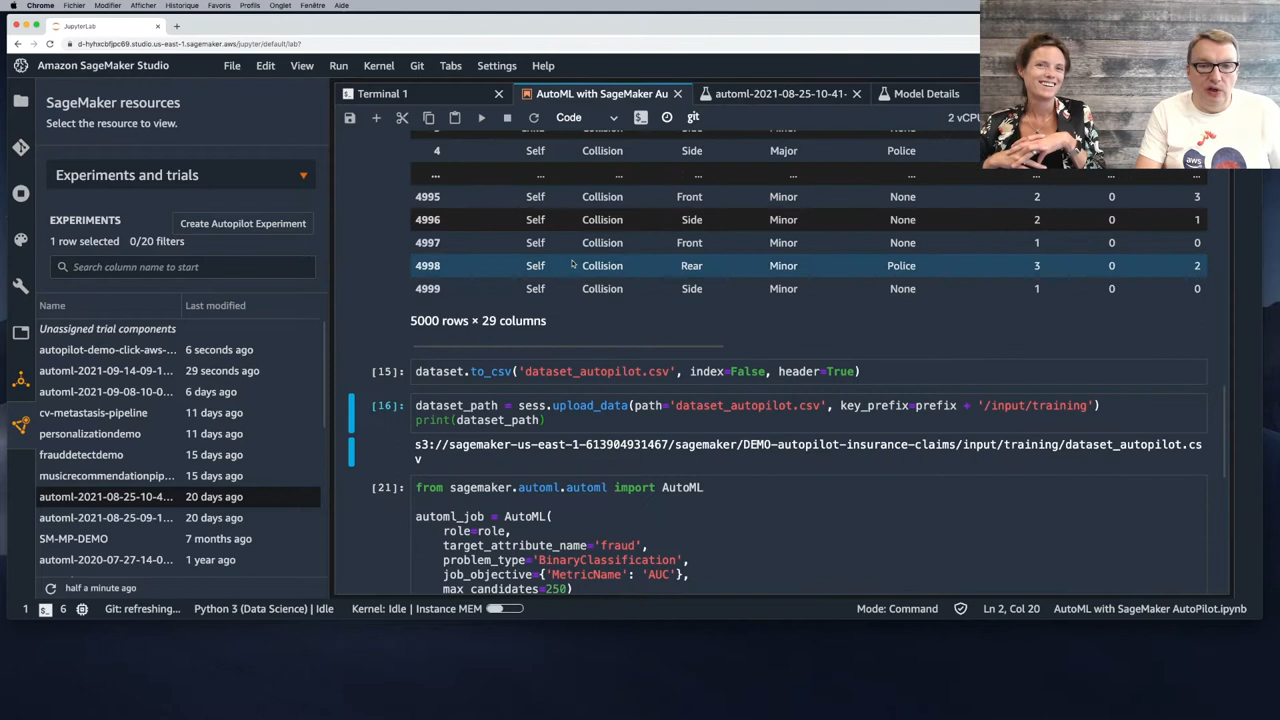 Chrome Fichier Modifier Afficher Historique Favoris Profils Onglet Fenêtre Aide
JupyterLab
d-hyhxcbfjpc69.studio.us-east-1.sagemaker.aws/jupyter/default/lab?
Amazon SageMaker Studio File Edit View Run Kernel Git Tabs Settings Help
SageMaker resources
Select the resource to view.
Experiments and trials
EXPERIMENTS
Create Autopilot Experiment
1 row selected 0/20 filters
Search column name to start
Name Last modified
Unassigned trial components
autopilot-demo-click-aws-... 6 seconds ago
automl-2021-09-14-09-1... 29 seconds ago
automl-2021-09-08-10-0... 6 days ago
cv-metastasis-pipeline 11 days ago
personalizationdemo 11 days ago
frauddetectdemo 15 days ago
musicrecommendationpip... 15 days ago
automl-2021-08-25-10-4... 20 days ago
automl-2021-08-25-09-1... 20 days ago
SM-MP-DEMO 7 months ago
automl-2020-07-27-14-0... 1 year ago
half a minute ago
Terminal 1 AutoML with SageMaker Au automl-2021-08-25-10-41- Model Details
Code git 2 vCPU
4 Self Collision Side Major Police
... ... ... ... ... ... ... ... ...
4995 Self Collision Front Minor None 2 0 3
4996 Self Collision Side Minor None 2 0 1
4997 Self Collision Front Minor None 1 0 0
4998 Self Collision Rear Minor Police 3 0 2
4999 Self Collision Side Minor None 1 0 0
5000 rows × 29 columns
[15]: dataset.to_csv('dataset_autopilot.csv', index=False, header=True)
[16]: dataset_path = sess.upload_data(path='dataset_autopilot.csv', key_prefix=prefix + '/input/training')
print(dataset_path)
s3://sagemaker-us-east-1-613904931467/sagemaker/DEMO-autopilot-insurance-claims/input/training/dataset_autopilot.cs
v
[21]: from sagemaker.automl.automl import AutoML
automl_job = AutoML(
role=role,
target_attribute_name='fraud',
problem_type='BinaryClassification',
job_objective={'MetricName': 'AUC'},
max_candidates=250)
1 6 Git: refreshing... Python 3 (Data Science) | Idle Kernel: Idle | Instance MEM Mode: Command Ln 2, Col 20 AutoML with SageMaker AutoPilot.ipynb
aws